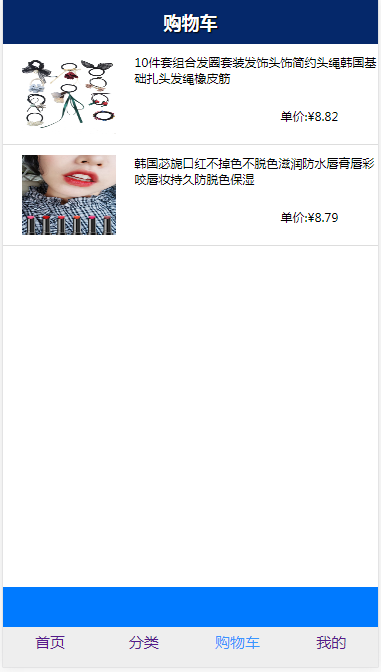 购物车
10件套组合发圈套装发饰头饰简约头绳韩国基
础扎头发绳橡皮筋
单价:¥8.82
韩国苾旎口红不掉色不脱色滋润防水唇膏唇彩
咬唇妆持久防脱色保湿
单价:¥8.79
首页 分类 购物车 我的